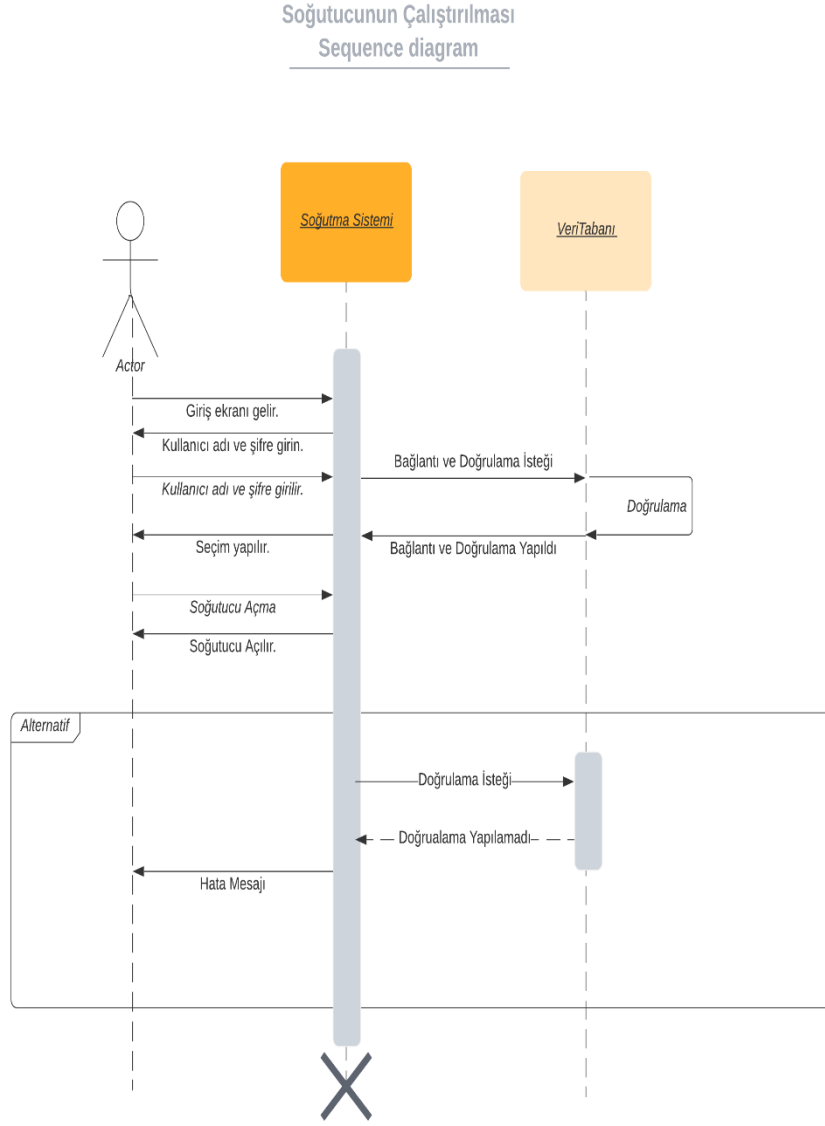 Soğutucunun Çalıştırılması
Sequence diagram
Soğutma Sistemi
VeriTabanı
Actor
Giriş ekranı gelir.
Kullanıcı adı ve şifre girin.
Bağlantı ve Doğrulama İsteği
Kullanıcı adı ve şifre girilir.
Doğrulama
Seçim yapılır.
Bağlantı ve Doğrulama Yapıldı
Soğutucu Açma
Soğutucu Açılır.
Alternatif
Doğrulama İsteği
Doğrualama Yapılamadı
Hata Mesajı